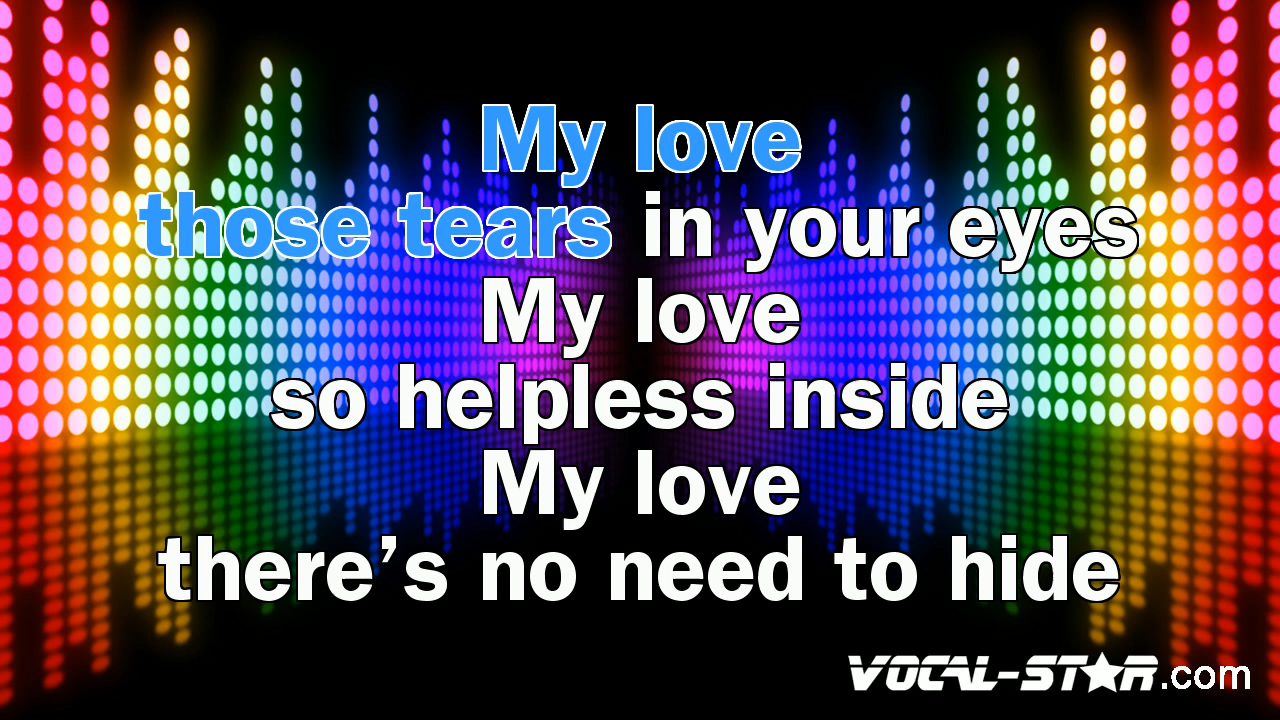 My love
those tears in your eyes
My love
so helpless inside
My love
there’s no need to hide
VOCAL-STAR.com